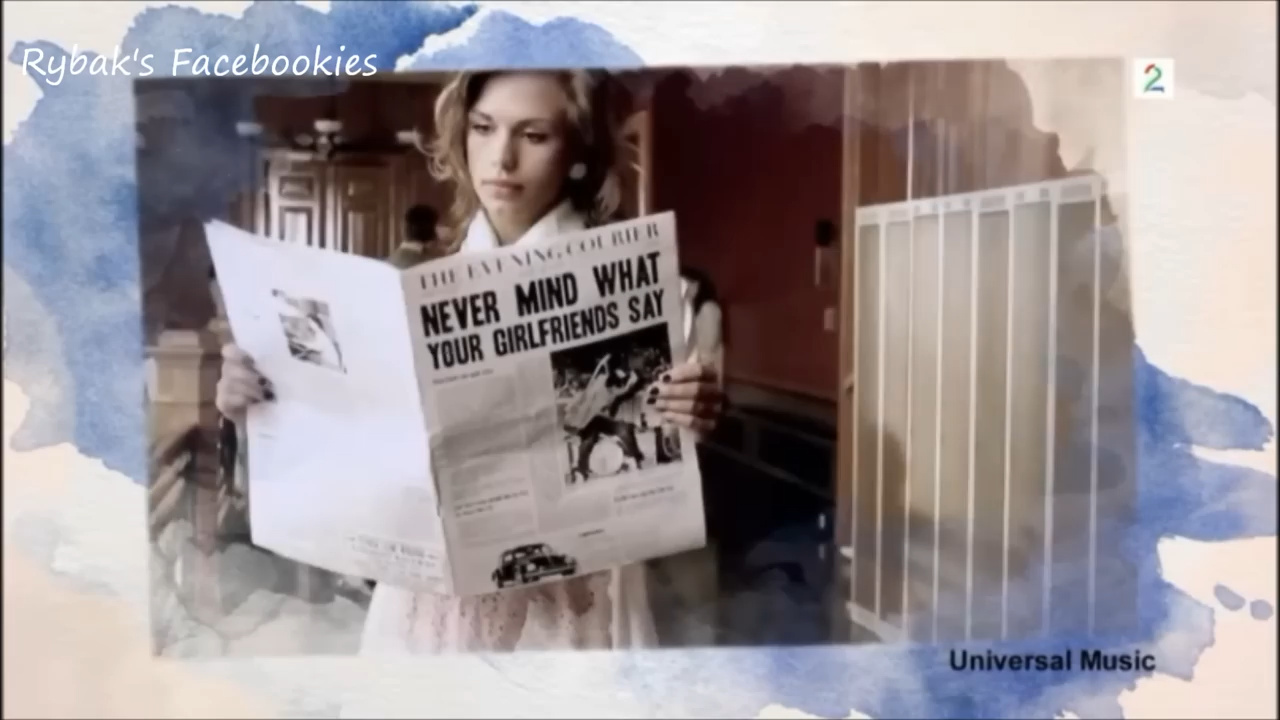 Rybak's Facebookies
2
THE EVENING COURIER
NEVER MIND WHAT
YOUR GIRLFRIENDS SAY
Universal Music